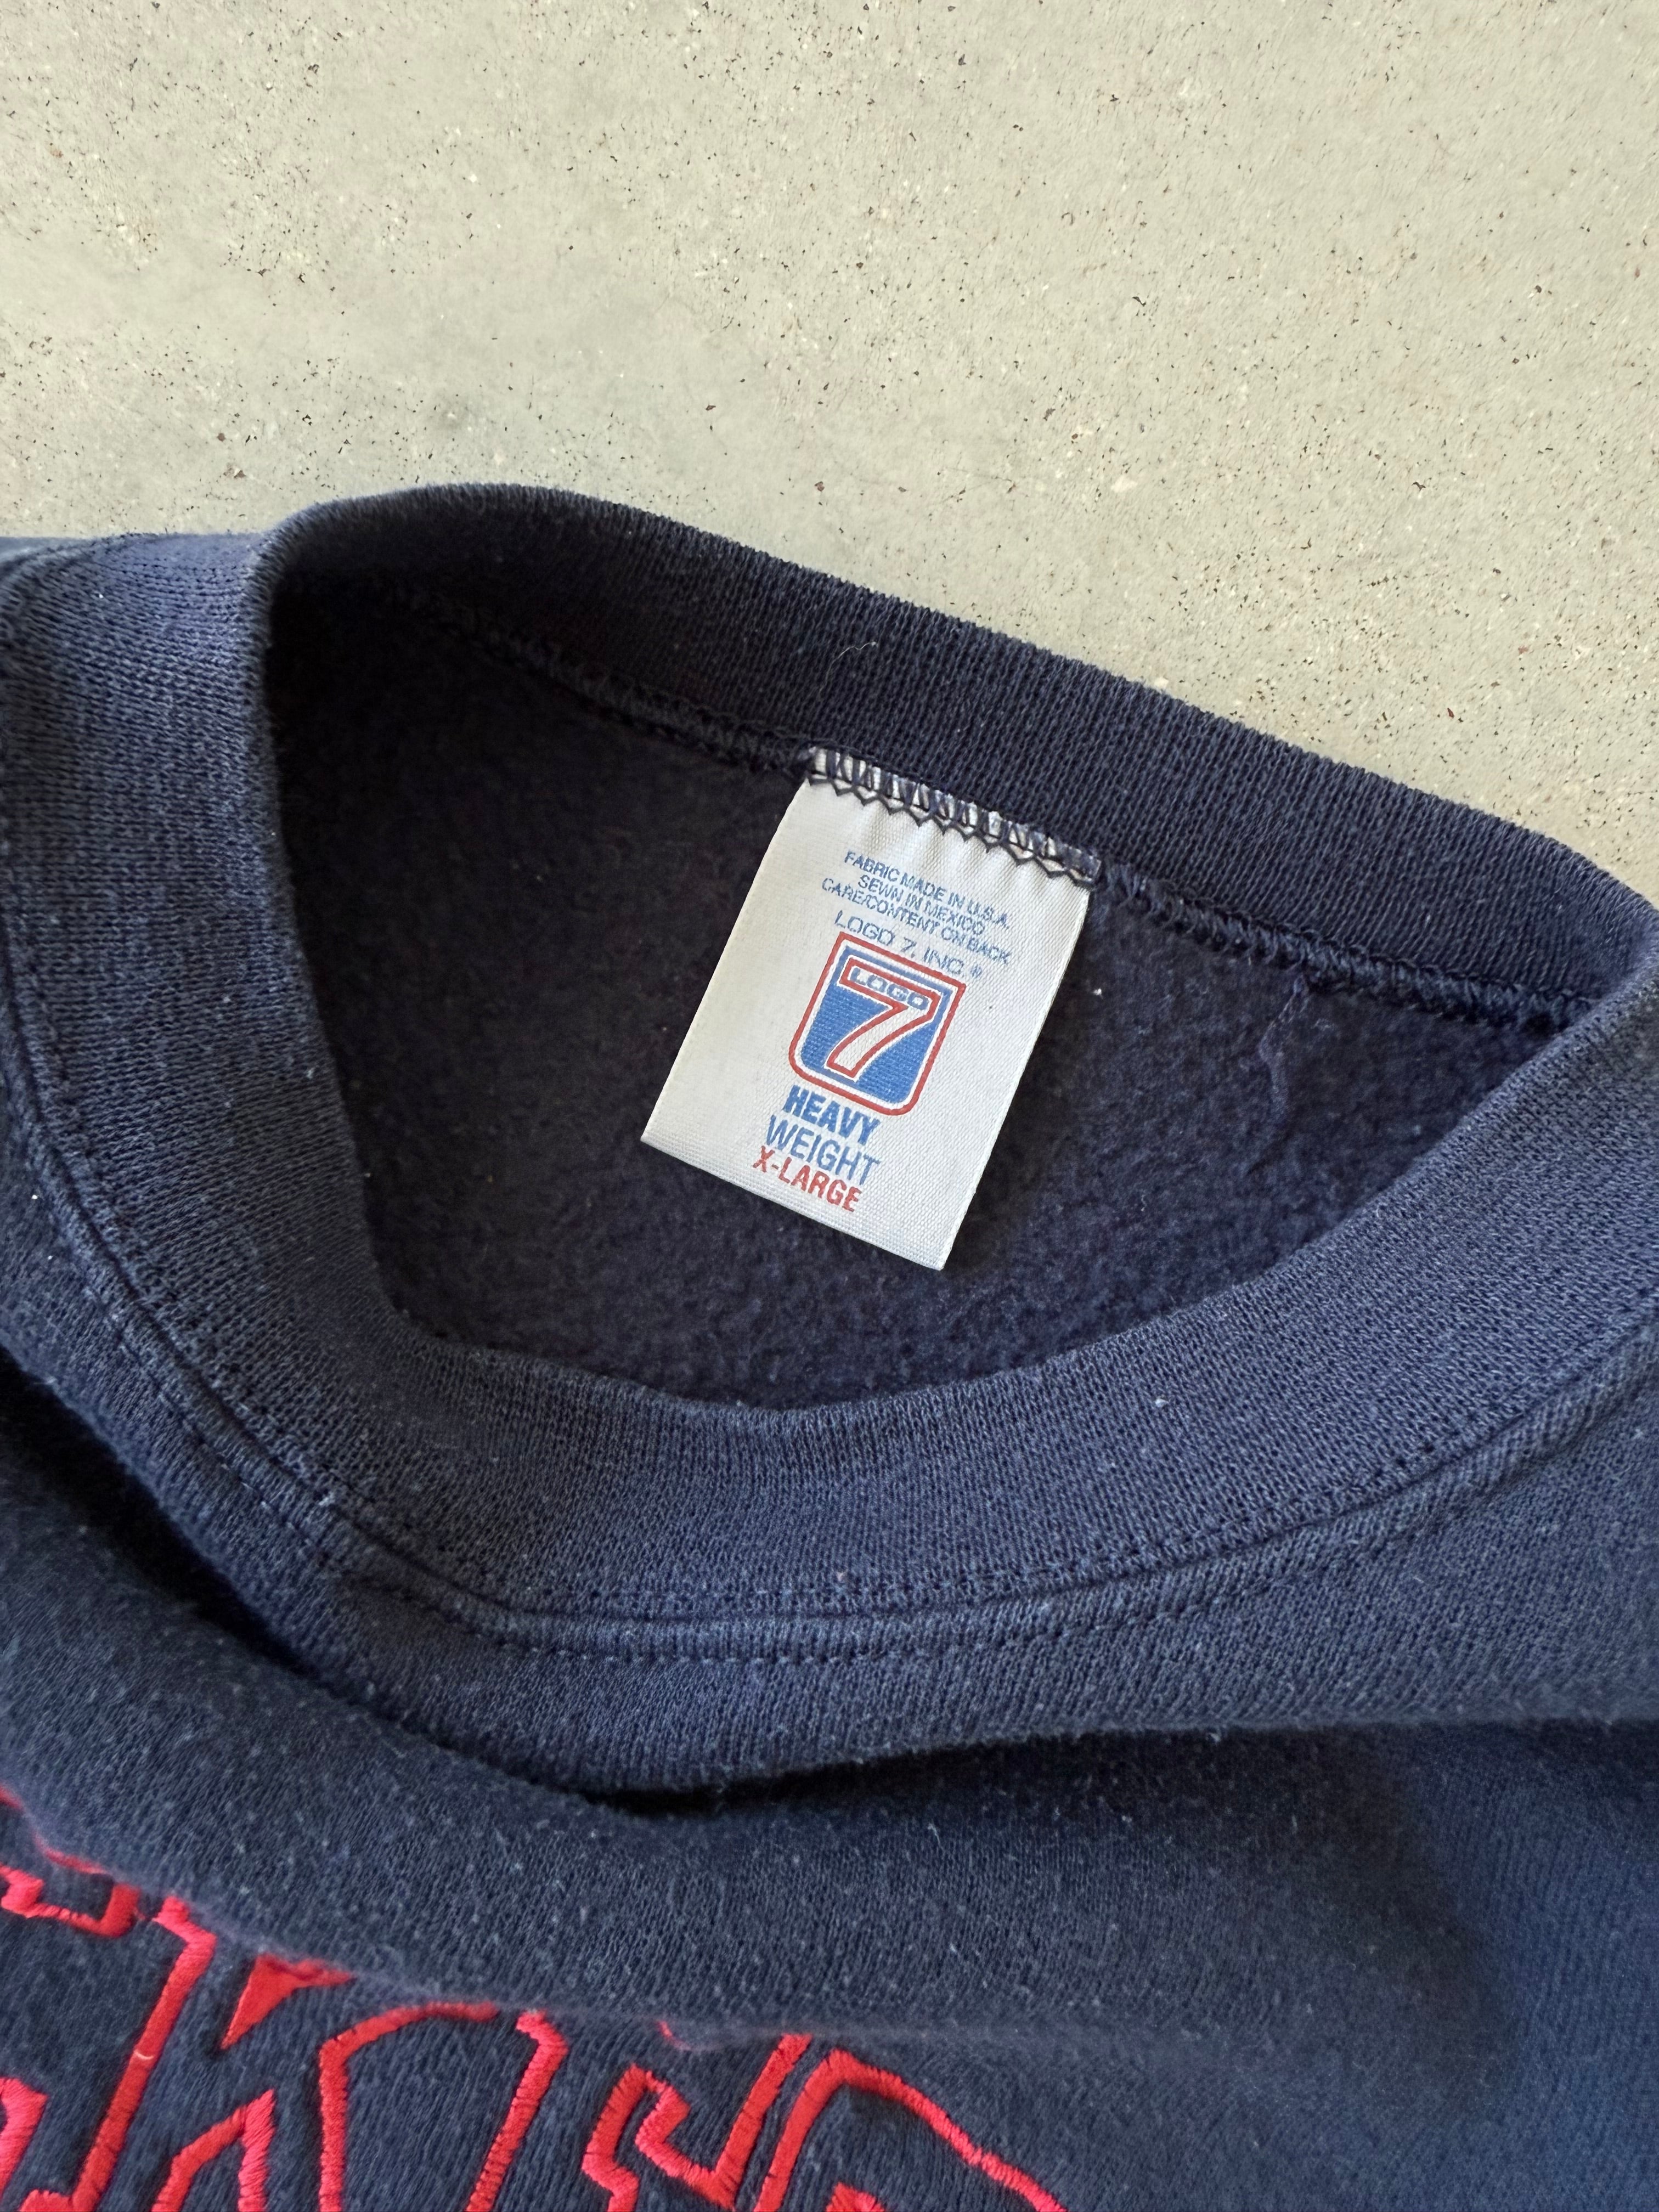 FABRIC MADE IN U.S.A.
SEWN IN MEXICO
CARE/CONTENT ON BACK
LOGO 7, INC.®
LOGO
7
HEAVY
WEIGHT
X-LARGE